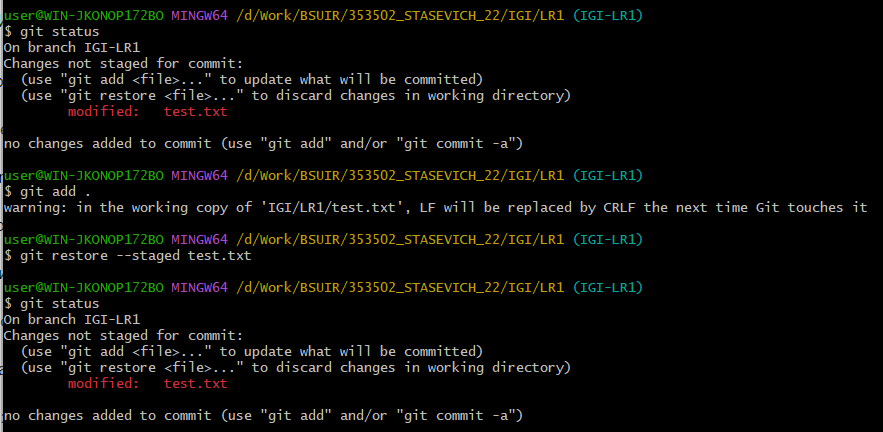 user@WIN-JKONOP172BO MINGW64 /d/Work/BSUIR/353502_STASEVICH_22/IGI/LR1 (IGI-LR1)
$ git status
On branch IGI-LR1
Changes not staged for commit:
  (use "git add <file>..." to update what will be committed)
  (use "git restore <file>..." to discard changes in working directory)
        modified:   test.txt

no changes added to commit (use "git add" and/or "git commit -a")

user@WIN-JKONOP172BO MINGW64 /d/Work/BSUIR/353502_STASEVICH_22/IGI/LR1 (IGI-LR1)
$ git add .
warning: in the working copy of 'IGI/LR1/test.txt', LF will be replaced by CRLF the next time Git touches it

user@WIN-JKONOP172BO MINGW64 /d/Work/BSUIR/353502_STASEVICH_22/IGI/LR1 (IGI-LR1)
$ git restore --staged test.txt

user@WIN-JKONOP172BO MINGW64 /d/Work/BSUIR/353502_STASEVICH_22/IGI/LR1 (IGI-LR1)
$ git status
On branch IGI-LR1
Changes not staged for commit:
  (use "git add <file>..." to update what will be committed)
  (use "git restore <file>..." to discard changes in working directory)
        modified:   test.txt

no changes added to commit (use "git add" and/or "git commit -a")